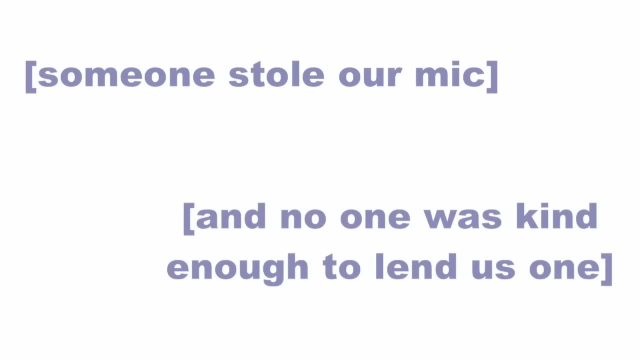 [someone stole our mic]
[and no one was kind
enough to lend us one]